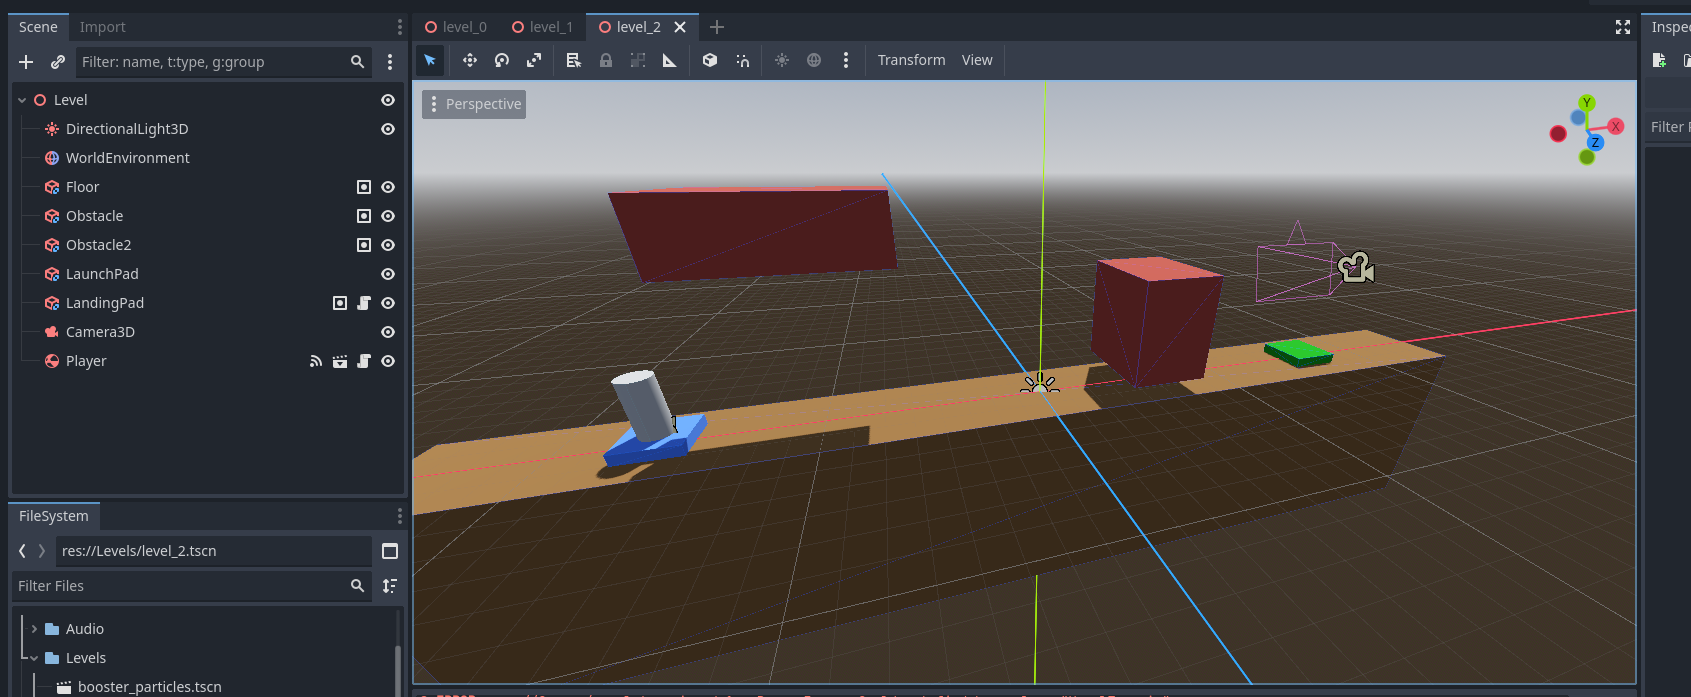 Scene Import
Filter: name, t:type, g:group
Level
DirectionalLight3D
WorldEnvironment
Floor
Obstacle
Obstacle2
LaunchPad
LandingPad
Camera3D
Player
FileSystem
res://Levels/level_2.tscn
Filter Files
Audio
Levels
booster_particles.tscn
level_0 level_1 level_2
Transform View
Perspective
Y
X
Z
Inspec
Filter